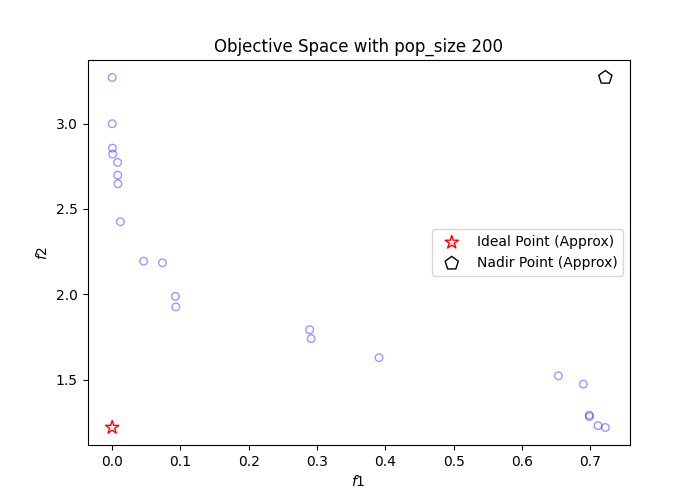 Objective Space with pop_size 200
3.0
2.5
2.0
1.5
f2
Ideal Point (Approx)
Nadir Point (Approx)
0.0 0.1 0.2 0.3 0.4 0.5 0.6 0.7
f1